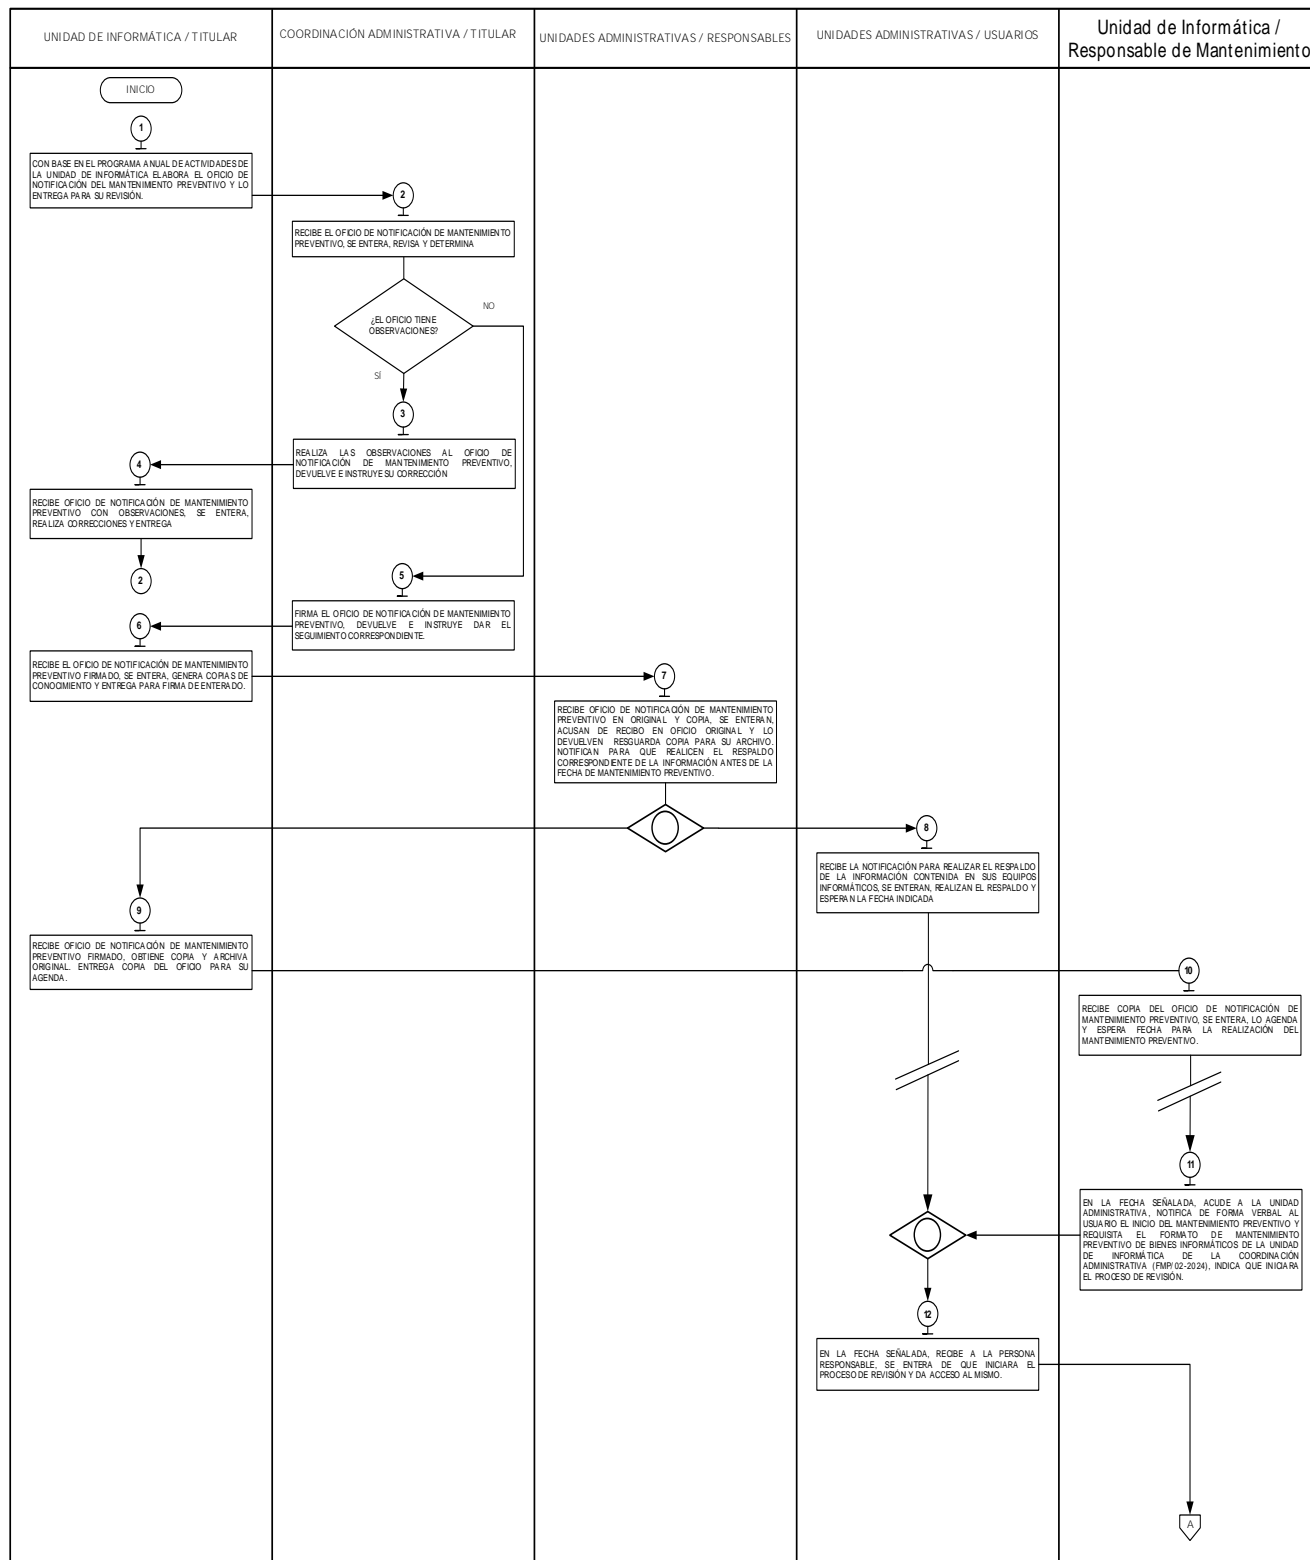 UNIDAD DE INFORMÁTICA / TITULAR
COORDINACIÓN ADMINISTRATIVA / TITULAR
UNIDADES ADMINISTRATIVAS / RESPONSABLES
UNIDADES ADMINISTRATIVAS / USUARIOS
Unidad de Informática /
Responsable de Mantenimiento
INICIO
1
CON BASE EN EL PROGRAMA ANUAL DE ACTIVIDADES DE
LA UNIDAD DE INFORMÁTICA ELABORA EL OFICIO DE
NOTIFICACIÓN DEL MANTENIMIENTO PREVENTIVO Y LO
ENTREGA PARA SU REVISIÓN.
2
RECIBE EL OFICIO DE NOTIFICACIÓN DE MANTENIMIENTO
PREVENTIVO, SE ENTERA, REVISA Y DETERMINA
¿EL OFICIO TIENE
OBSERVACIONES?
NO
SÍ
3
REALIZA LAS OBSERVACIONES AL OFICIO DE
NOTIFICACIÓN DE MANTENIMIENTO PREVENTIVO,
DEVUELVE E INSTRUYE SU CORRECCIÓN
4
RECIBE OFICIO DE NOTIFICACIÓN DE MANTENIMIENTO
PREVENTIVO CON OBSERVACIONES, SE ENTERA,
REALIZA CORRECCIONES Y ENTREGA
2
5
FIRMA EL OFICIO DE NOTIFICACIÓN DE MANTENIMIENTO
PREVENTIVO, DEVUELVE E INSTRUYE DAR EL
SEGUIMIENTO CORRESPONDIENTE.
6
RECIBE EL OFICIO DE NOTIFICACIÓN DE MANTENIMIENTO
PREVENTIVO FIRMADO, SE ENTERA, GENERA COPIAS DE
CONOCIMIENTO Y ENTREGA PARA FIRMA DE ENTERADO.
7
RECIBE OFICIO DE NOTIFICACIÓN DE MANTENIMIENTO
PREVENTIVO EN ORIGINAL Y COPIA, SE ENTERAN,
ACUSAN DE RECIBO EN OFICIO ORIGINAL Y LO
DEVUELVEN RESGUARDA COPIA PARA SU ARCHIVO.
NOTIFICAN PARA QUE REALICEN EL RESPALDO
CORRESPONDIENTE DE LA INFORMACIÓN ANTES DE LA
FECHA DE MANTENIMIENTO PREVENTIVO.
8
RECIBE LA NOTIFICACIÓN PARA REALIZAR EL RESPALDO
DE LA INFORMACIÓN CONTENIDA EN SUS EQUIPOS
INFORMÁTICOS, SE ENTERAN, REALIZAN EL RESPALDO Y
ESPERAN LA FECHA INDICADA
9
RECIBE OFICIO DE NOTIFICACIÓN DE MANTENIMIENTO
PREVENTIVO FIRMADO, OBTIENE COPIA Y ARCHIVA
ORIGINAL. ENTREGA COPIA DEL OFICIO PARA SU
AGENDA.
10
RECIBE COPIA DEL OFICIO DE NOTIFICACIÓN DE
MANTENIMIENTO PREVENTIVO, SE ENTERA, LO AGENDA
Y ESPERA FECHA PARA LA REALIZACIÓN DEL
MANTENIMIENTO PREVENTIVO.
11
EN LA FECHA SEÑALADA, ACUDE A LA UNIDAD
ADMINISTRATIVA, NOTIFICA DE FORMA VERBAL AL
USUARIO EL INICIO DEL MANTENIMIENTO PREVENTIVO Y
REQUISITA EL FORMATO DE MANTENIMIENTO
PREVENTIVO DE BIENES INFORMÁTICOS DE LA UNIDAD
DE INFORMÁTICA DE LA COORDINACIÓN
ADMINISTRATIVA (FMP/02-2024), INDICA QUE INICIARA
EL PROCESO DE REVISIÓN.
12
EN LA FECHA SEÑALADA, RECIBE A LA PERSONA
RESPONSABLE, SE ENTERA DE QUE INICIARA EL
PROCESO DE REVISIÓN Y DA ACCESO AL MISMO.
A